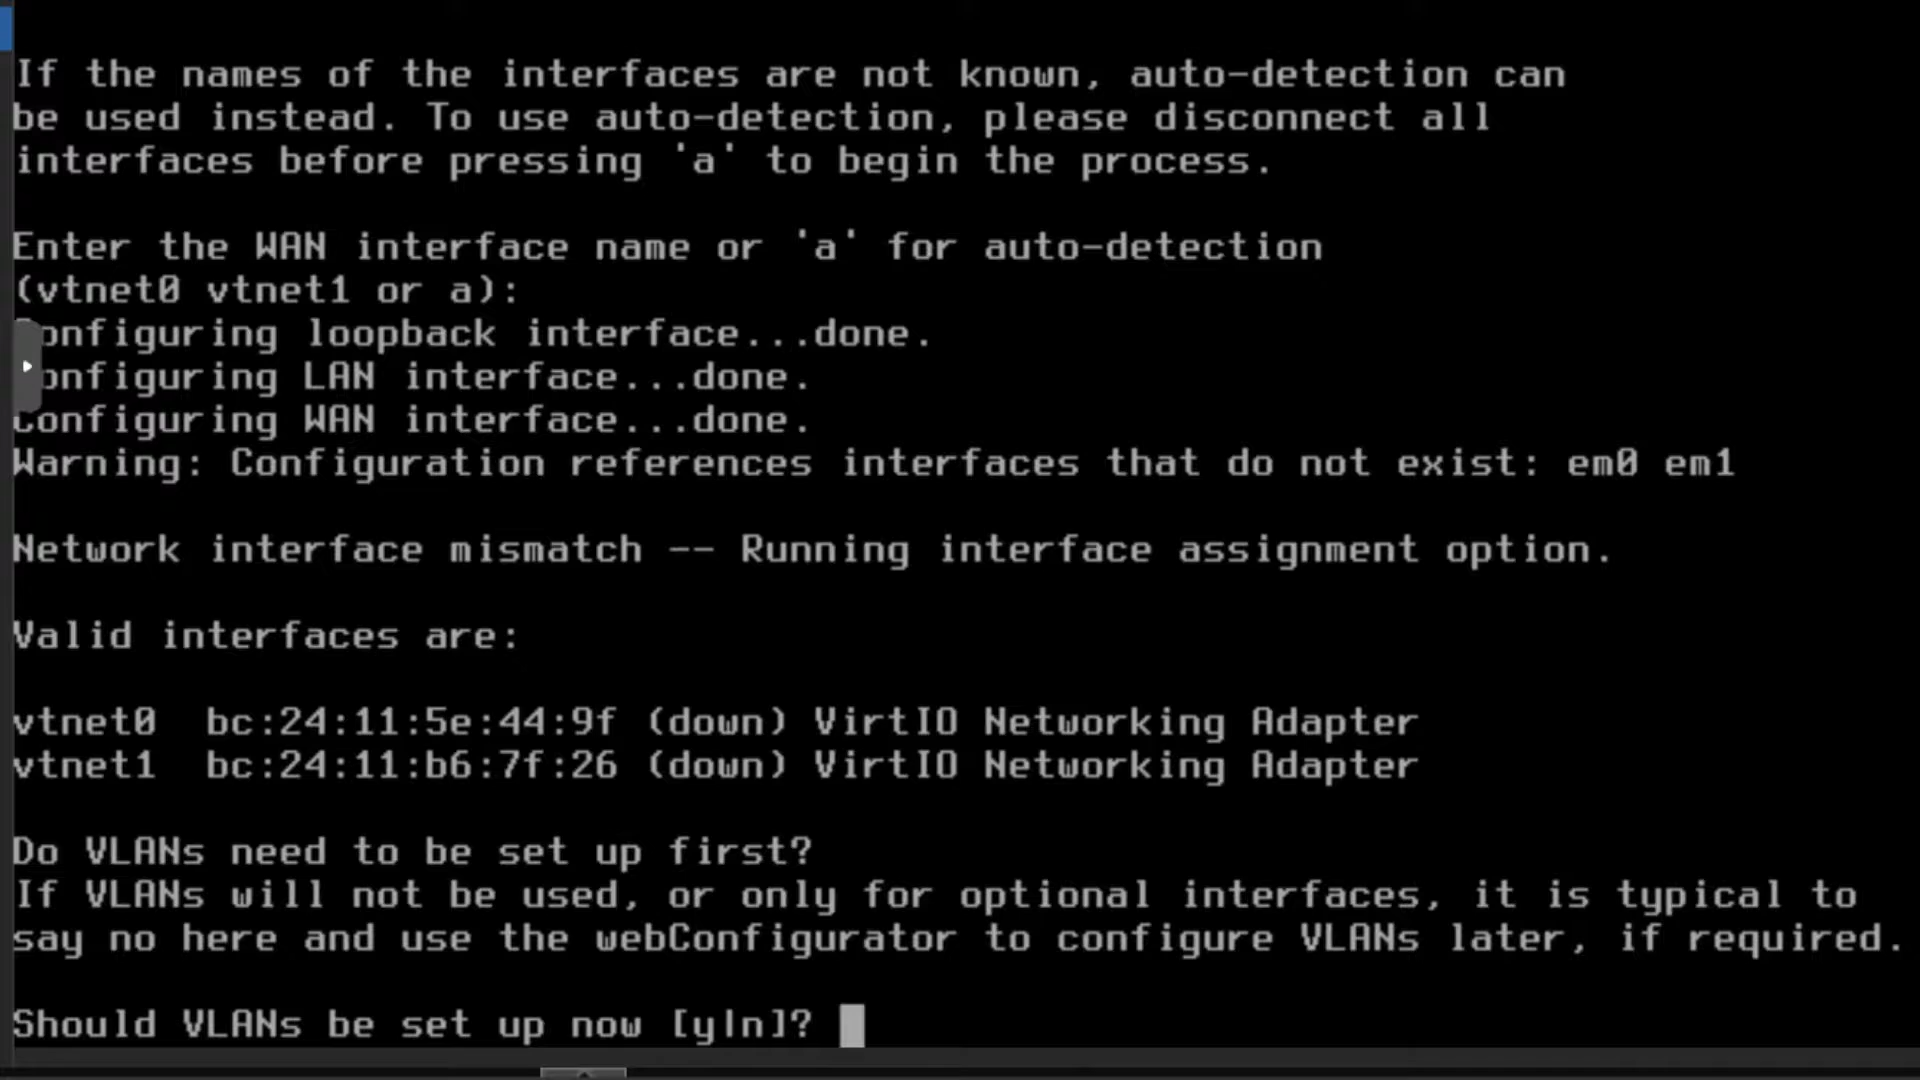 If the names of the interfaces are not known, auto-detection can
be used instead. To use auto-detection, please disconnect all
interfaces before pressing 'a' to begin the process.
Enter the WAN interface name or 'a' for auto-detection
(vtnet0 vtnet1 or a):
Configuring loopback interface...done.
Configuring LAN interface...done.
Configuring WAN interface...done.
Warning: Configuration references interfaces that do not exist: em0 em1
Network interface mismatch -- Running interface assignment option.
Valid interfaces are:
vtnet0 bc:24:11:5e:44:9f (down) VirtIO Networking Adapter
vtnet1 bc:24:11:b6:7f:26 (down) VirtIO Networking Adapter
Do VLANs need to be set up first?
If VLANs will not be used, or only for optional interfaces, it is typical to
say no here and use the webConfigurator to configure VLANs later, if required.
Should VLANs be set up now [y|n]?